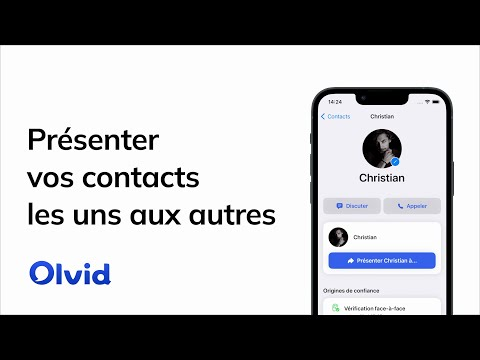 Présenter
vos contacts
les uns aux autres
Olvid
14:24
Contacts
Christian
Christian
Discuter
Appeler
Christian
Présenter Christian à...
Origines de confiance
Vérification face-à-face